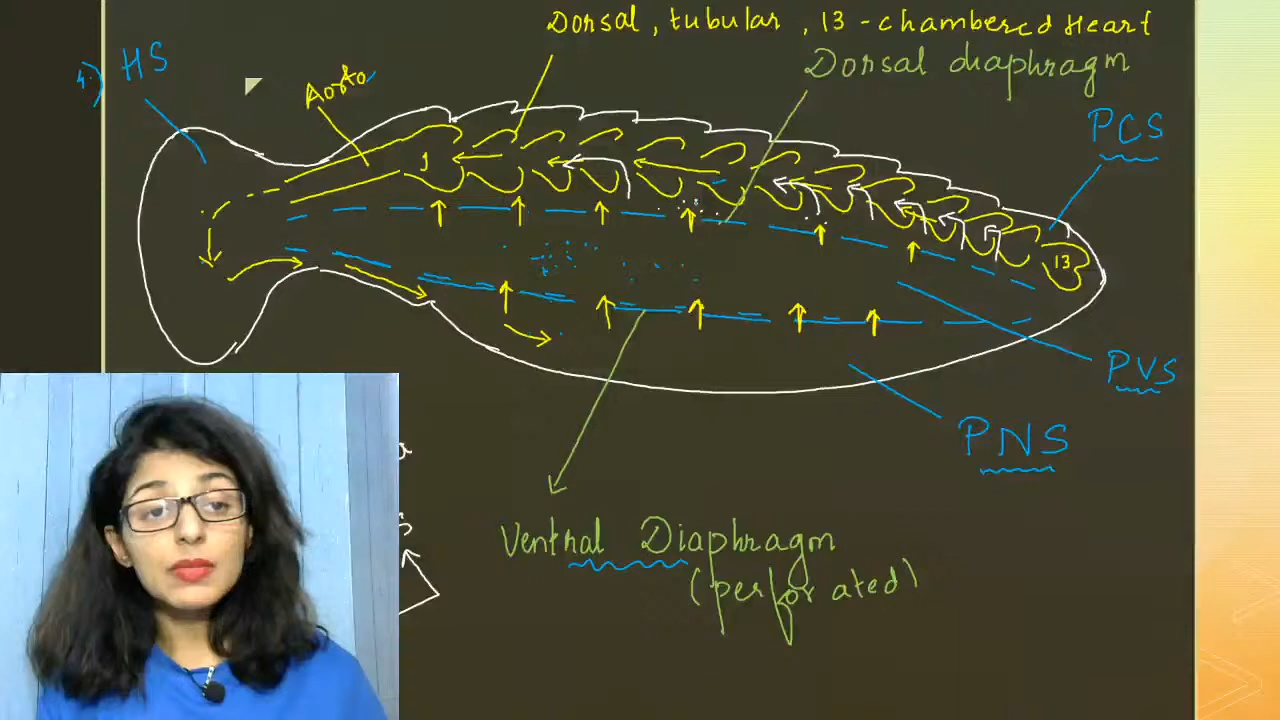 Dorsal, tubular, 13-chambered Heart
4.) HS
Dorsal diaphragm
Aorta
PCS
1
13
PVS
PNS
Ventral Diaphragm
(perforated)